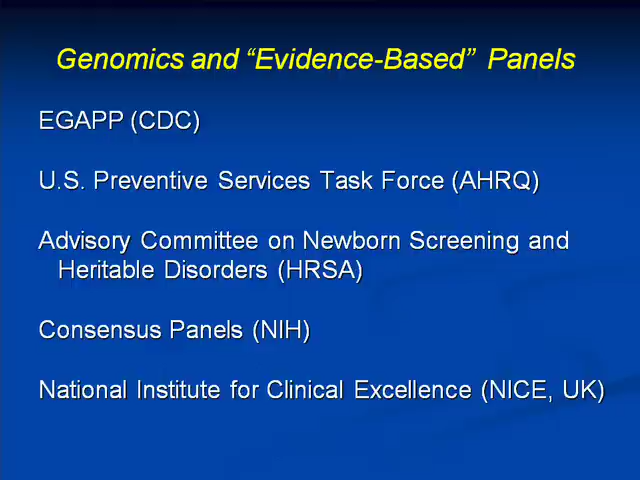 Genomics and “Evidence-Based” Panels
EGAPP (CDC)
U.S. Preventive Services Task Force (AHRQ)
Advisory Committee on Newborn Screening and
Heritable Disorders (HRSA)
Consensus Panels (NIH)
National Institute for Clinical Excellence (NICE, UK)